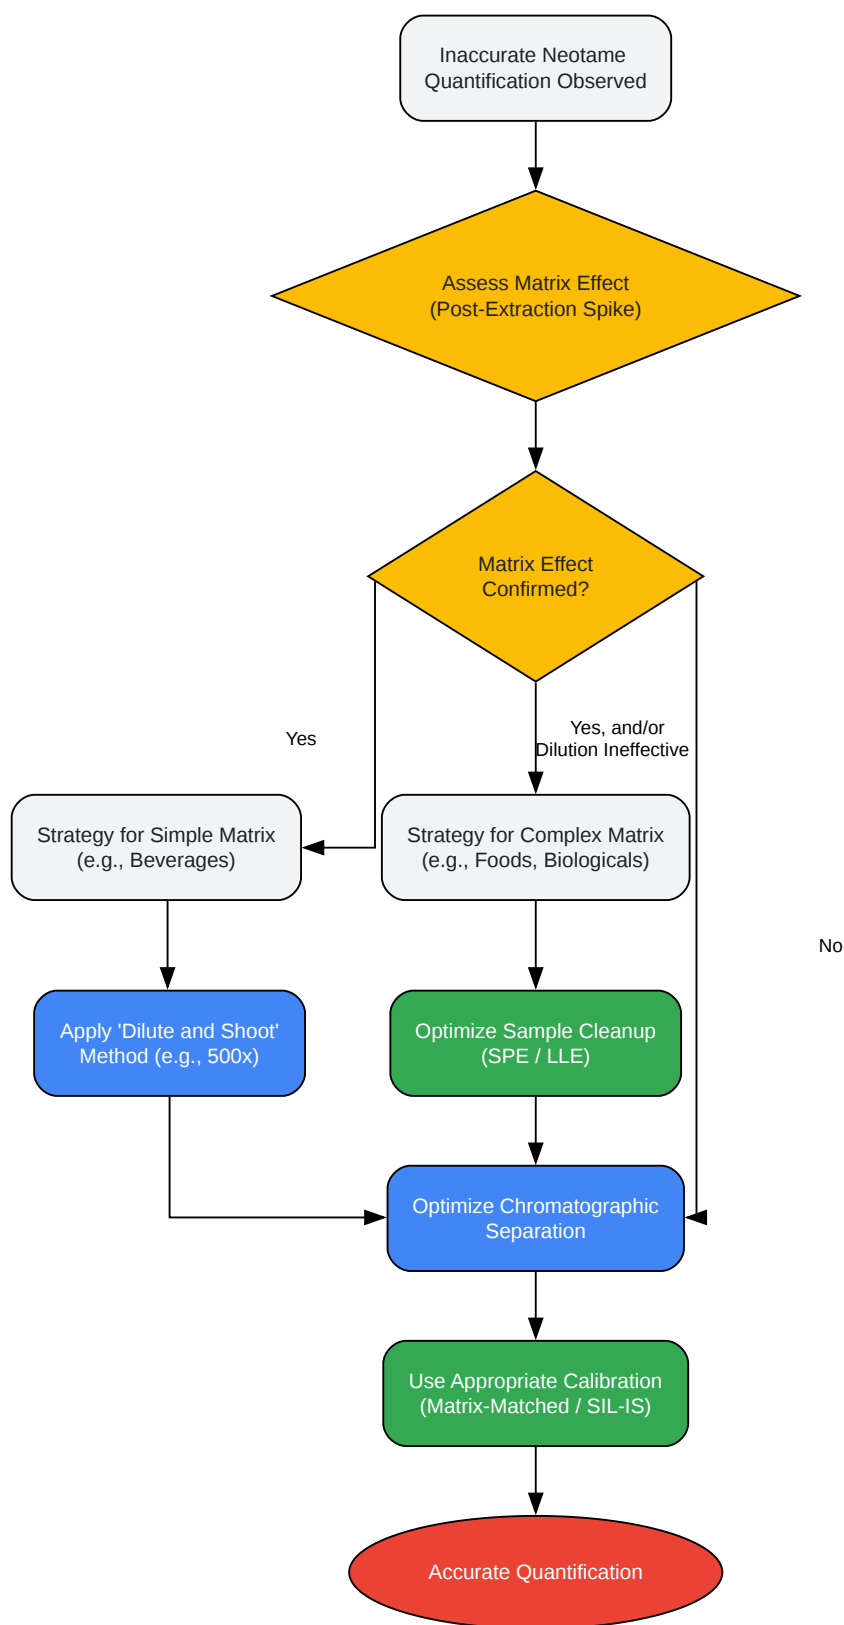 Inaccurate Neotame
Quantification Observed
Assess Matrix Effect
(Post-Extraction Spike)
Matrix Effect
Confirmed?
Yes
Yes, and/or
Dilution Ineffective
Strategy for Simple Matrix
(e.g., Beverages)
Strategy for Complex Matrix
(e.g., Foods, Biologicals)
No
Apply 'Dilute and Shoot'
Method (e.g., 500x)
Optimize Sample Cleanup
(SPE / LLE)
Optimize Chromatographic
Separation
Use Appropriate Calibration
(Matrix-Matched / SIL-IS)
Accurate Quantification